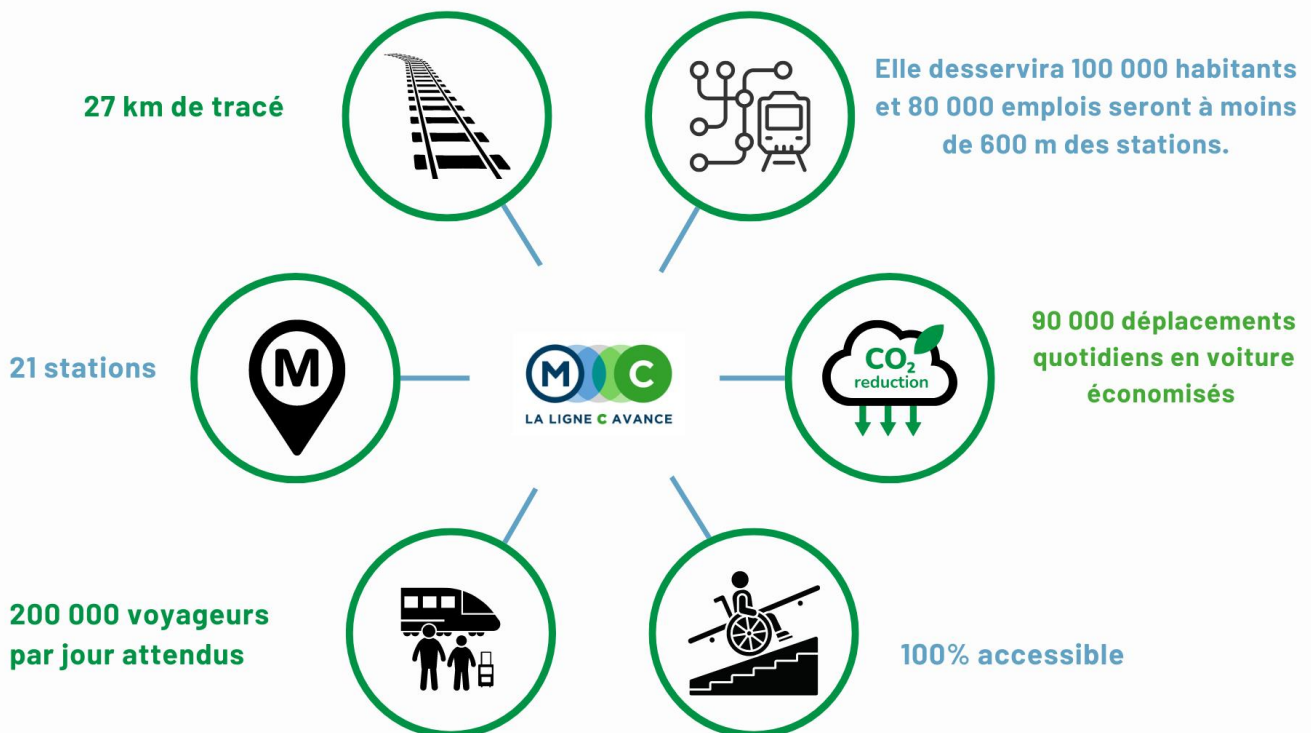 27 km de tracé
Elle desservira 100 000 habitants
et 80 000 emplois seront à moins
de 600 m des stations.
21 stations
M
M C
LA LIGNE C AVANCE
CO₂
reduction
90 000 déplacements
quotidiens en voiture
économisés
200 000 voyageurs
par jour attendus
100% accessible